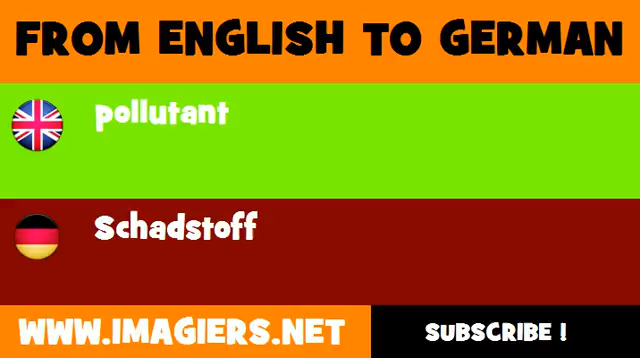 FROM ENGLISH TO GERMAN
pollutant
Schadstoff
WWW.IMAGIERS.NET
SUBSCRIBE !